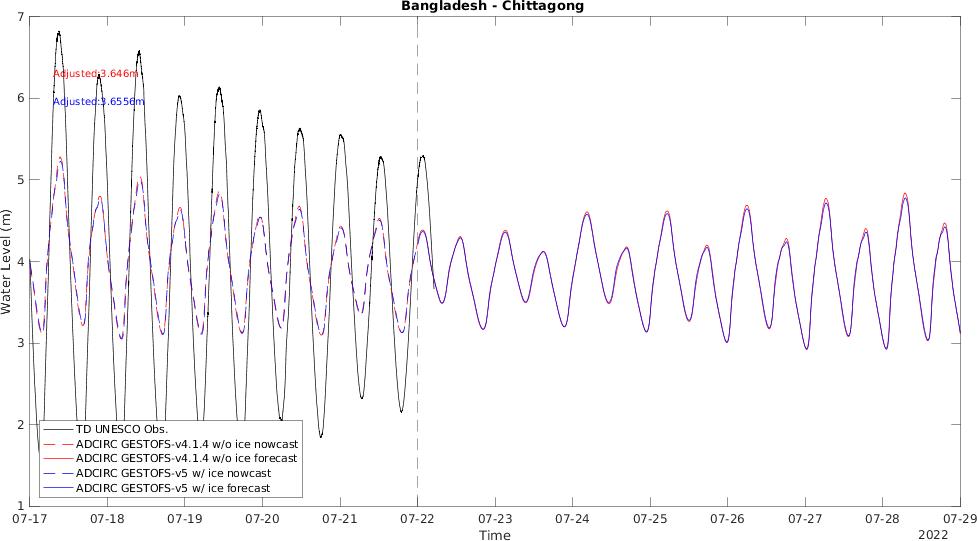 Bangladesh - Chittagong
7
Adjusted:3.646m
Adjusted:3.6556m
6
5
4
3
2
1
Water Level (m)
TD UNESCO Obs.
ADCIRC GESTOFS-v4.1.4 w/o ice nowcast
ADCIRC GESTOFS-v4.1.4 w/o ice forecast
ADCIRC GESTOFS-v5 w/ ice nowcast
ADCIRC GESTOFS-v5 w/ ice forecast
07-17 07-18 07-19 07-20 07-21 07-22 07-23 07-24 07-25 07-26 07-27 07-28 07-29
Time
2022